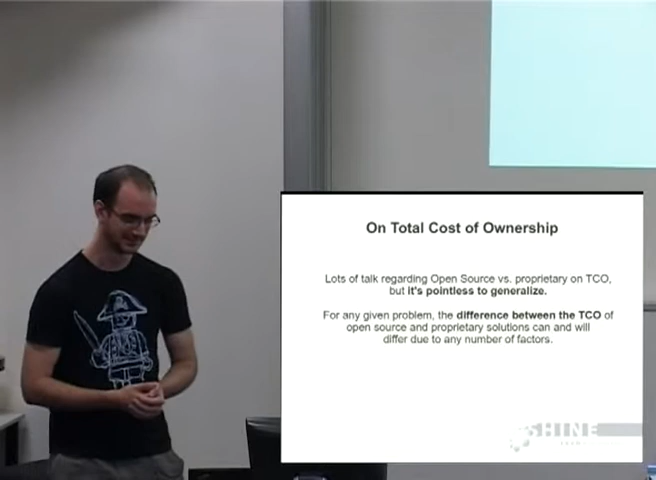 On Total Cost of Ownership
Lots of talk regarding Open Source vs. proprietary on TCO,
but it's pointless to generalize.
For any given problem, the difference between the TCO of
open source and proprietary solutions can and will
differ due to any number of factors.
SHINE